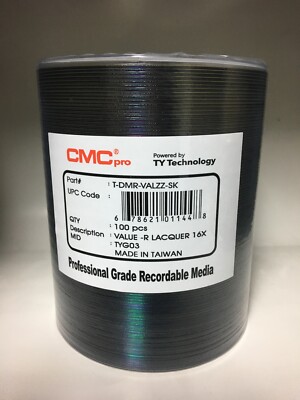 CMC pro
Powered by
TY Technology
Part# : T-DMR-VALZZ-SK
UPC Code :
6 78621 01144 8
QTY : 100 pcs
Description : VALUE -R LACQUER 16X
MID : TYG03
MADE IN TAIWAN
Professional Grade Recordable Media